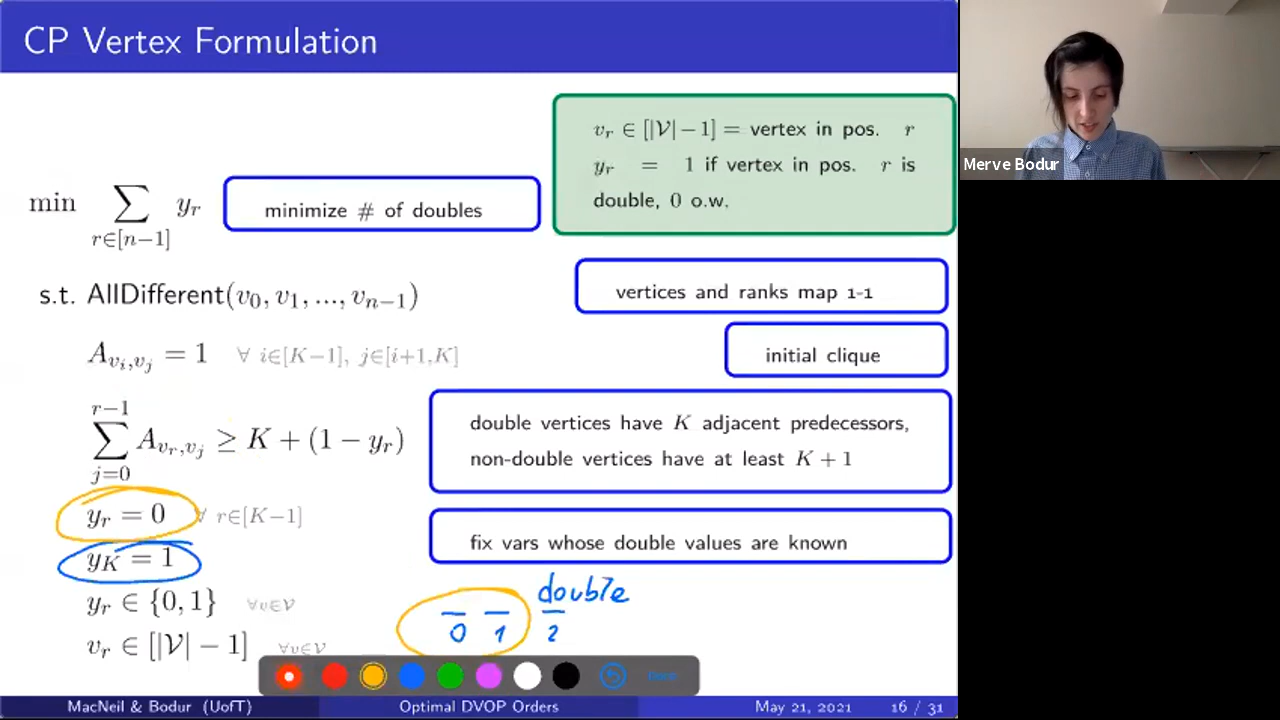 CP Vertex Formulation
v_r ∈ [|𝒱| − 1] = vertex in pos. r
y_r = 1 if vertex in pos. r is
double, 0 o.w.
min ∑_{r∈[n−1]} y_r
minimize # of doubles
s.t. AllDifferent(v_0, v_1, ..., v_{n−1})
vertices and ranks map 1-1
A_{v_i,v_j} = 1 ∀ i∈[K−1], j∈[i+1,K]
initial clique
∑_{j=0}^{r−1} A_{v_r,v_j} ≥ K + (1 − y_r)
double vertices have K adjacent predecessors,
non-double vertices have at least K + 1
y_r = 0 ∀ r∈[K−1]
y_K = 1
fix vars whose double values are known
y_r ∈ {0, 1} ∀v∈𝒱
v_r ∈ [|𝒱| − 1] ∀v∈𝒱
double
0 1 2
MacNeil & Bodur (UofT)
Optimal DVOP Orders
May 21, 2021
16 / 31
Merve Bodur